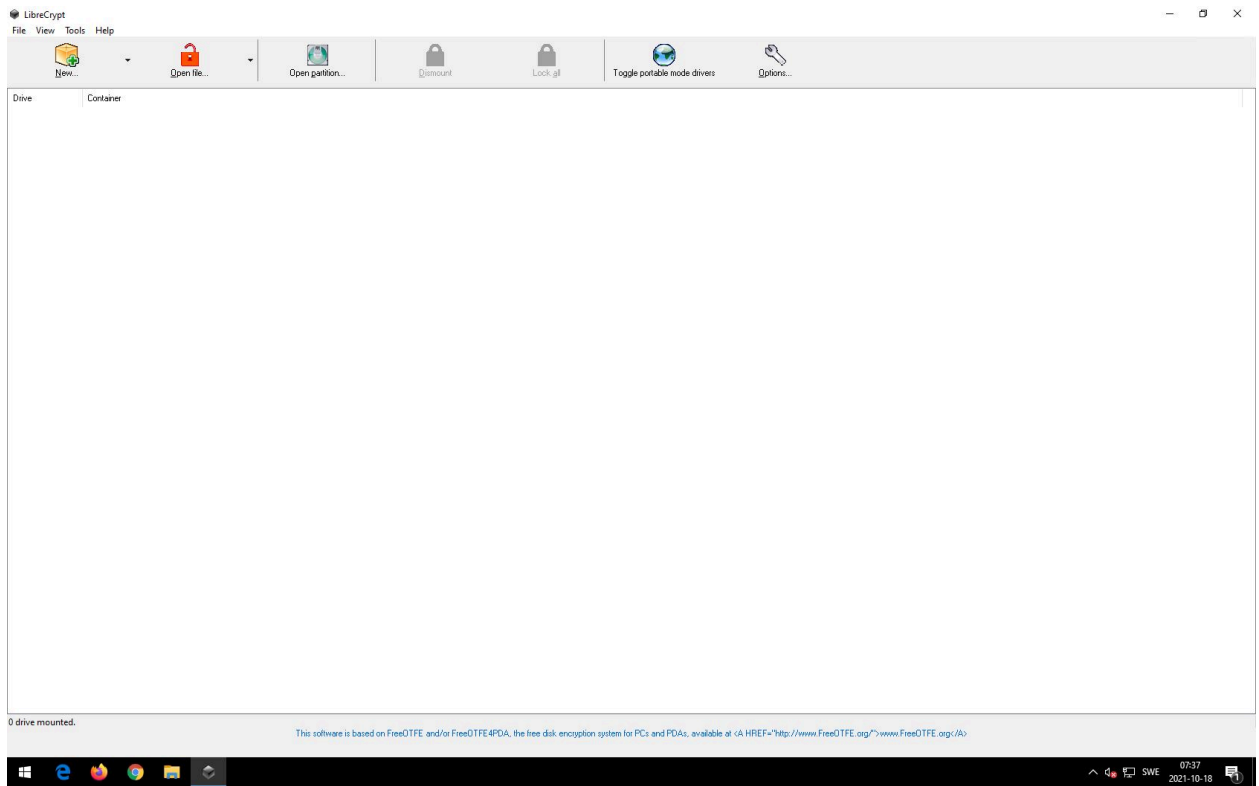 LibreCrypt
File View Tools Help
New... Open file... Open partition... Dismount Lock all Toggle portable mode drivers Options...
Drive Container
0 drive mounted.
This software is based on FreeOTFE and/or FreeOTFE4PDA, the free disk encryption system for PCs and PDAs, available at <A HREF="http://www.FreeOTFE.org/">www.FreeOTFE.org</A>
SWE
07:37
2021-10-18
1